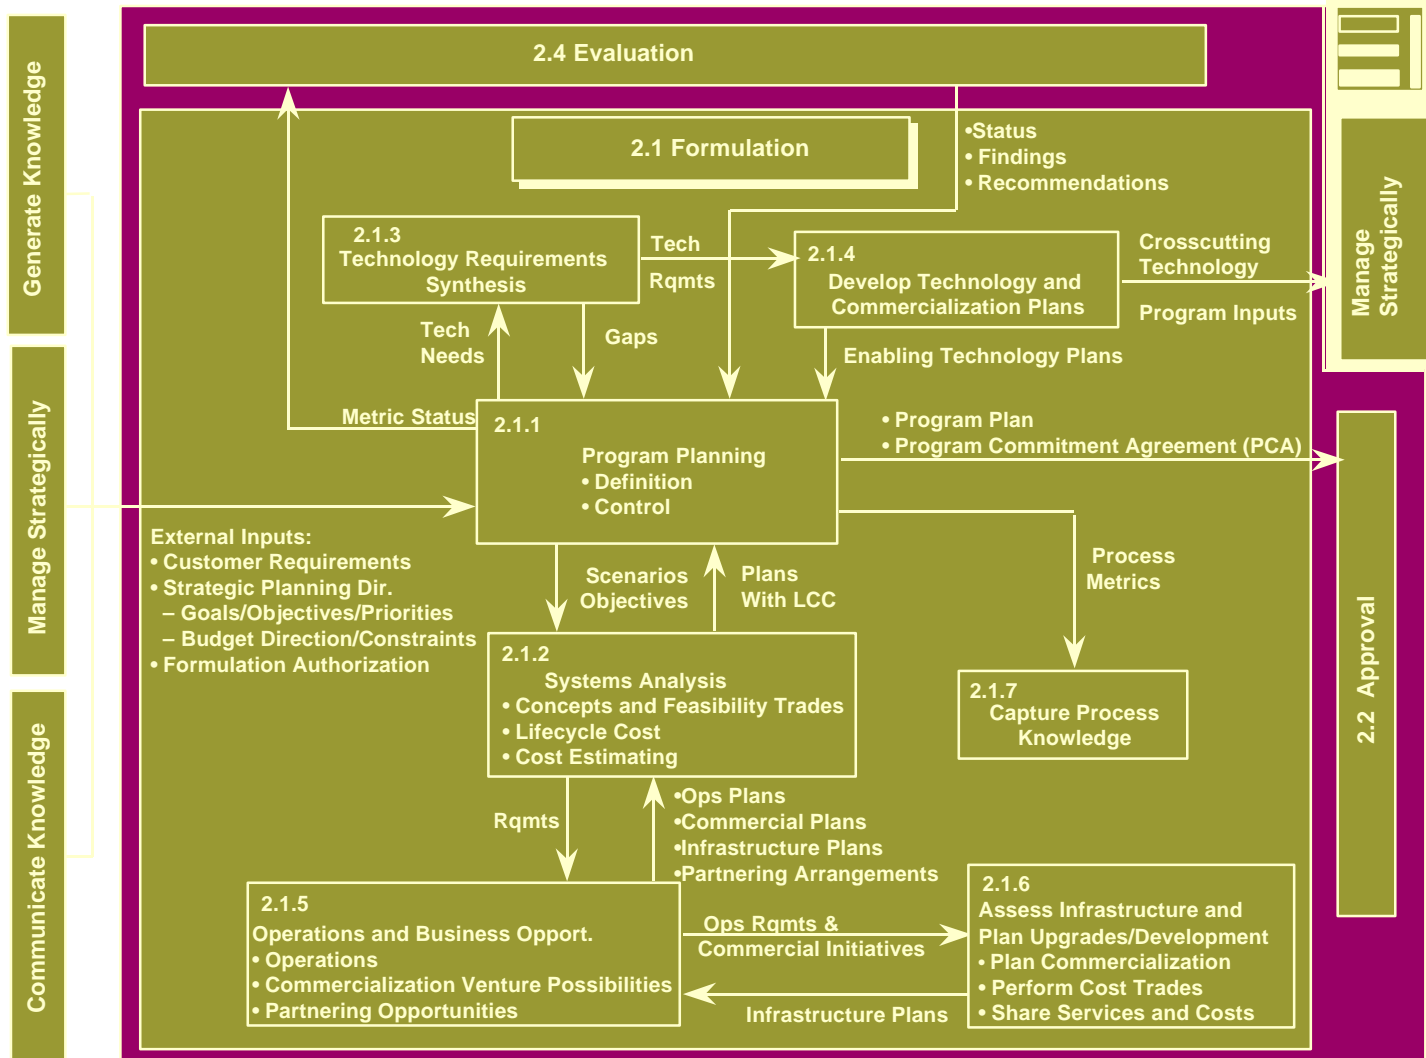 Generate Knowledge
Manage Strategically
Communicate Knowledge
2.4 Evaluation
2.1 Formulation
•Status
• Findings
• Recommendations
2.1.3
Technology Requirements
Synthesis
Tech
Rqmts
2.1.4
Develop Technology and
Commercialization Plans
Crosscutting
Technology
Program Inputs
Manage
Strategically
Tech
Needs
Gaps
Enabling Technology Plans
Metric Status
2.1.1
Program Planning
• Definition
• Control
• Program Plan
• Program Commitment Agreement (PCA)
External Inputs:
• Customer Requirements
• Strategic Planning Dir.
– Goals/Objectives/Priorities
– Budget Direction/Constraints
• Formulation Authorization
Scenarios
Objectives
Plans
With LCC
Process
Metrics
2.2 Approval
2.1.2
Systems Analysis
• Concepts and Feasibility Trades
• Lifecycle Cost
• Cost Estimating
2.1.7
Capture Process
Knowledge
Rqmts
•Ops Plans
•Commercial Plans
•Infrastructure Plans
•Partnering Arrangements
2.1.5
Operations and Business Opport.
• Operations
• Commercialization Venture Possibilities
• Partnering Opportunities
Ops Rqmts &
Commercial Initiatives
Infrastructure Plans
2.1.6
Assess Infrastructure and
Plan Upgrades/Development
• Plan Commercialization
• Perform Cost Trades
• Share Services and Costs